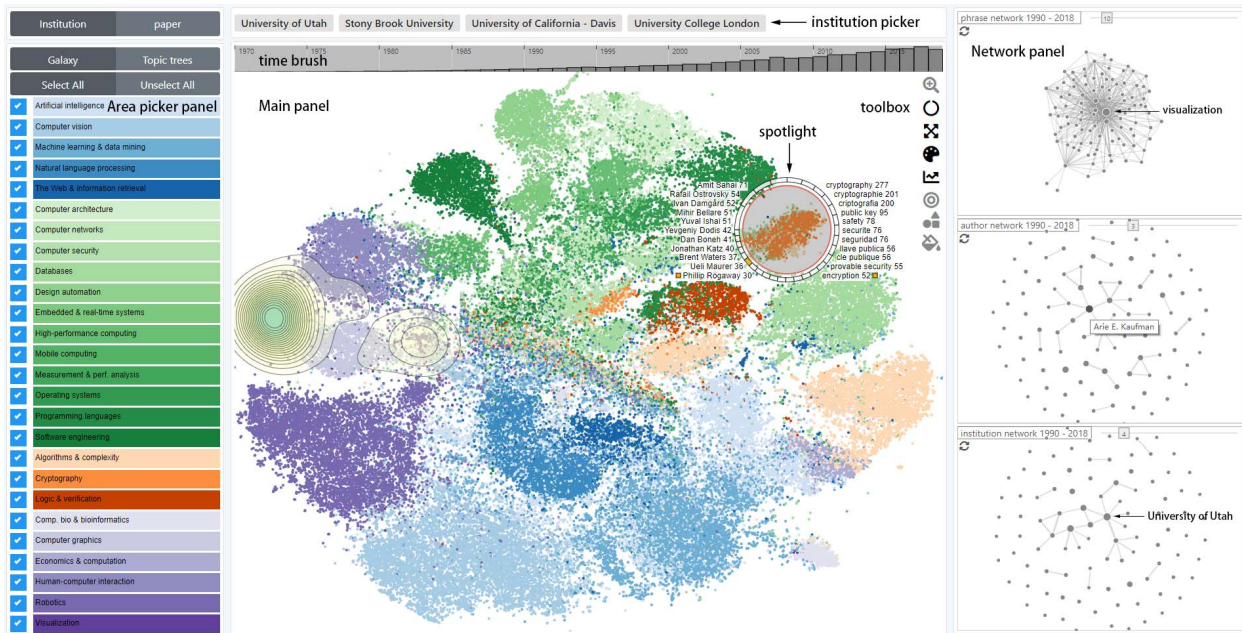 Institution
paper
Galaxy
Topic trees
Select All
Unselect All
Artificial intelligence
Area picker panel
Computer vision
Machine learning & data mining
Natural language processing
The Web & information retrieval
Computer architecture
Computer networks
Computer security
Databases
Design automation
Embedded & real-time systems
High-performance computing
Mobile computing
Measurement & perf. analysis
Operating systems
Programming languages
Software engineering
Algorithms & complexity
Cryptography
Logic & verification
Comp. bio & bioinformatics
Computer graphics
Economics & computation
Human-computer interaction
Robotics
Visualization
University of Utah
Stony Brook University
University of California - Davis
University College London
institution picker
1970
1975
1980
1985
1990
1995
2000
2005
2010
2015
time brush
Main panel
toolbox
spotlight
Amit Sahai 71
Rafail Ostrovsky 54
Ivan Damgård 52
Mihir Bellare 51
Yuval Ishai 51
Yevgeniy Dodis 42
Dan Boneh 41
Jonathan Katz 40
Brent Waters 37
Ueli Maurer 36
Phillip Rogaway 30
cryptography 277
cryptographie 201
criptografia 200
public key 95
safety 78
securite 76
seguridad 76
llave publica 56
cle publique 56
provable security 55
encryption 52
phrase network 1990 - 2018
10
Network panel
visualization
author network 1990 - 2018
3
Arie E. Kaufman
institution network 1990 - 2018
4
University of Utah